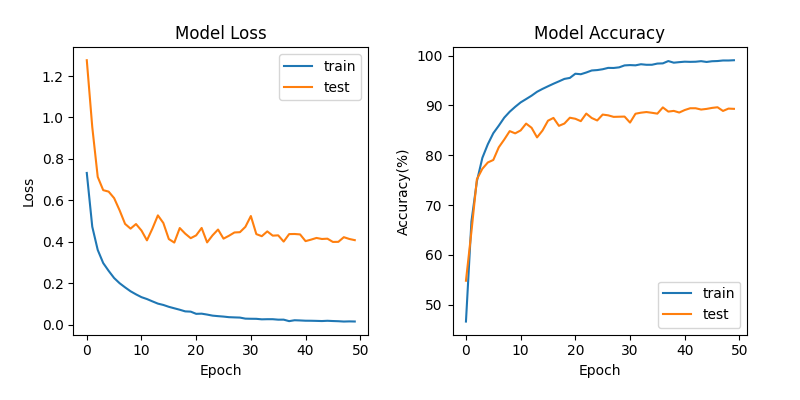 Model Loss
1.2
1.0
0.8
0.6
0.4
0.2
0.0
Loss
0 10 20 30 40 50
Epoch
train
test
Model Accuracy
100
90
80
70
60
50
Accuracy(%)
0 10 20 30 40 50
Epoch
train
test